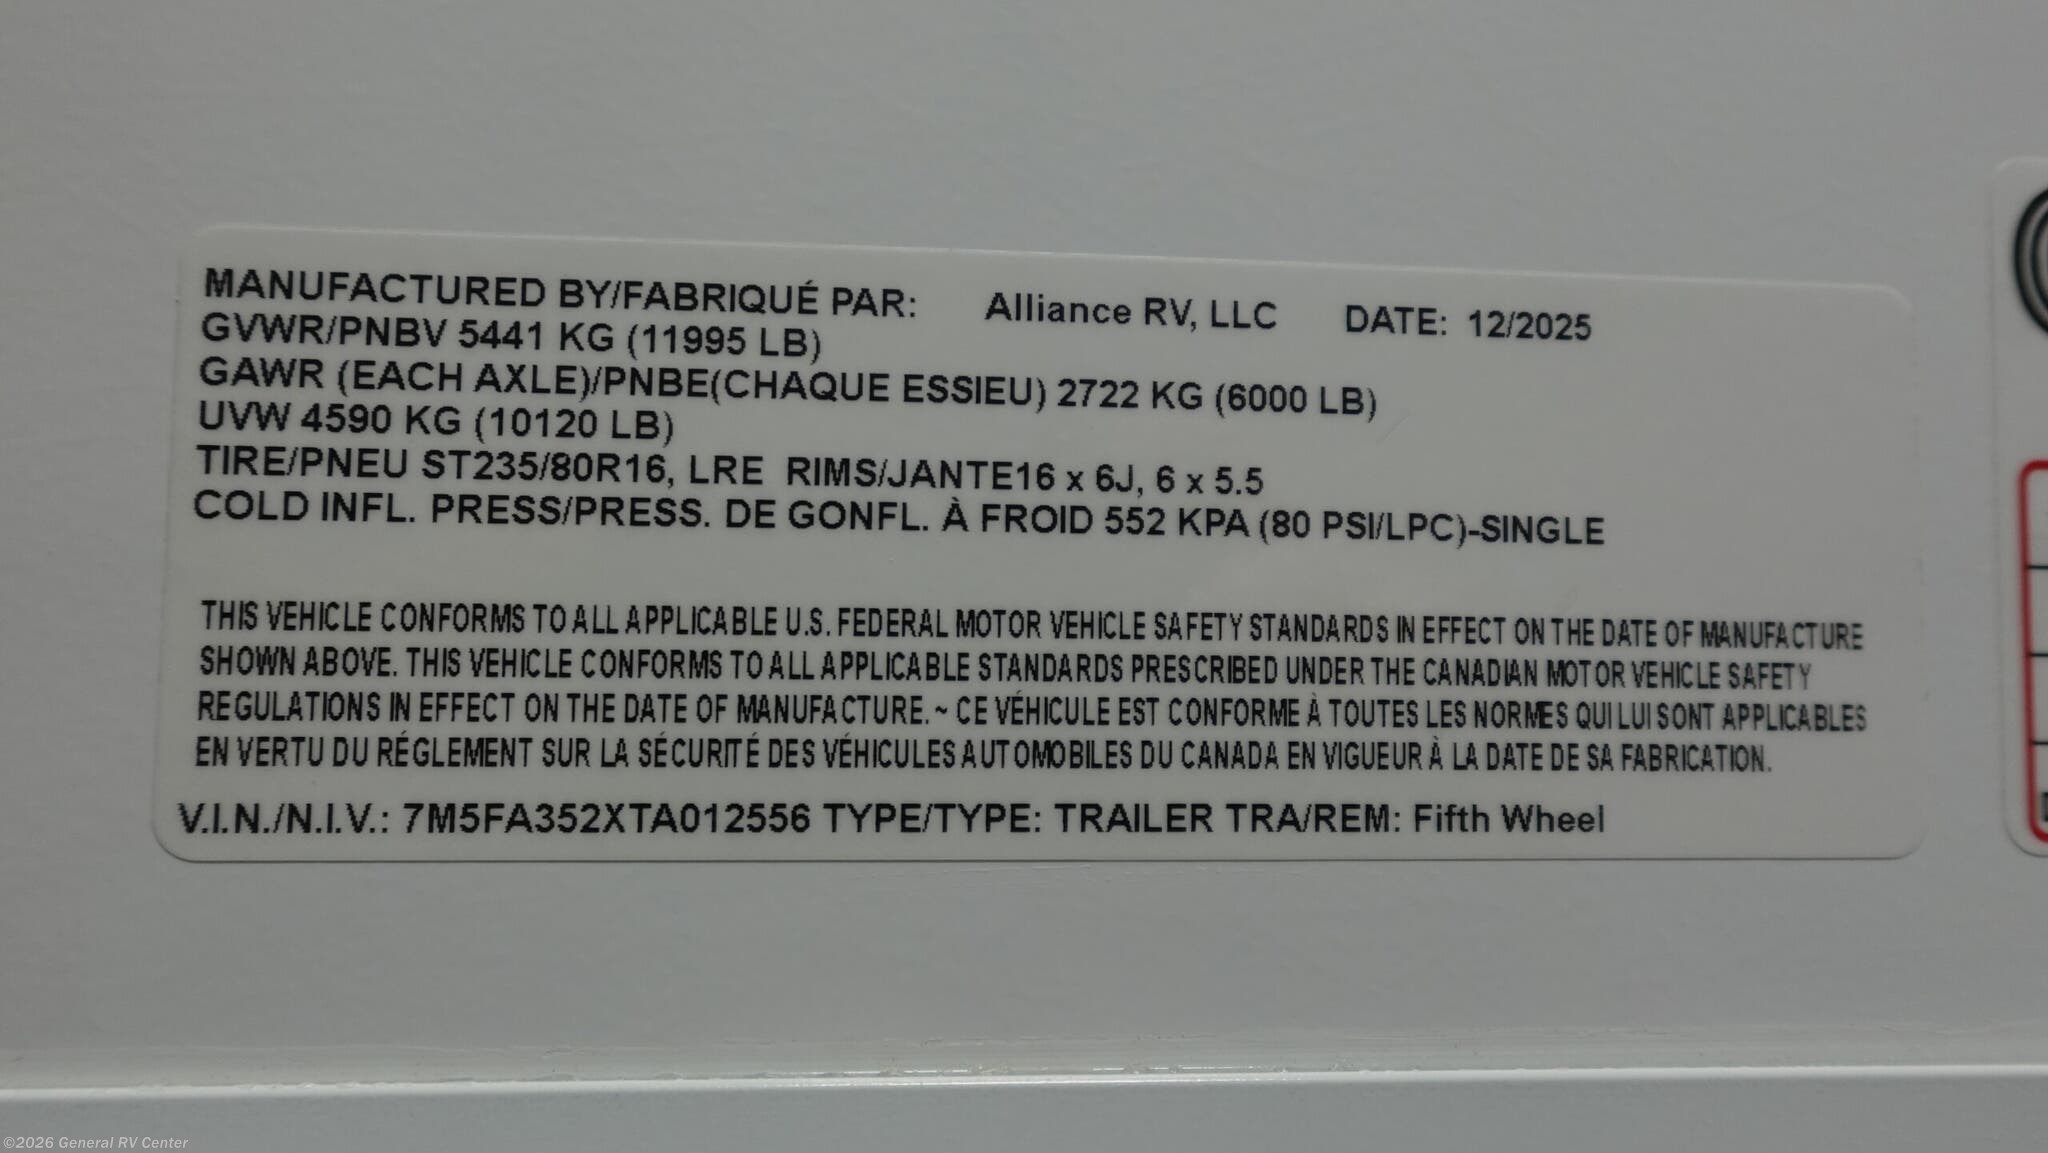 MANUFACTURED BY/FABRIQUÉ PAR: Alliance RV, LLC DATE: 12/2025
GVWR/PNBV 5441 KG (11995 LB)
GAWR (EACH AXLE)/PNBE(CHAQUE ESSIEU) 2722 KG (6000 LB)
UVW 4590 KG (10120 LB)
TIRE/PNEU ST235/80R16, LRE RIMS/JANTE16 x 6J, 6 x 5.5
COLD INFL. PRESS/PRESS. DE GONFL. À FROID 552 KPA (80 PSI/LPC)-SINGLE
THIS VEHICLE CONFORMS TO ALL APPLICABLE U.S. FEDERAL MOTOR VEHICLE SAFETY STANDARDS IN EFFECT ON THE DATE OF MANUFACTURE
SHOWN ABOVE. THIS VEHICLE CONFORMS TO ALL APPLICABLE STANDARDS PRESCRIBED UNDER THE CANADIAN MOTOR VEHICLE SAFETY
REGULATIONS IN EFFECT ON THE DATE OF MANUFACTURE. ~ CE VÉHICULE EST CONFORME À TOUTES LES NORMES QUI LUI SONT APPLICABLES
EN VERTU DU RÉGLEMENT SUR LA SÉCURITÉ DES VÉHICULES AUTOMOBILES DU CANADA EN VIGUEUR À LA DATE DE SA FABRICATION.
V.I.N./N.I.V.: 7M5FA352XTA012556 TYPE/TYPE: TRAILER TRA/REM: Fifth Wheel
©2026 General RV Center